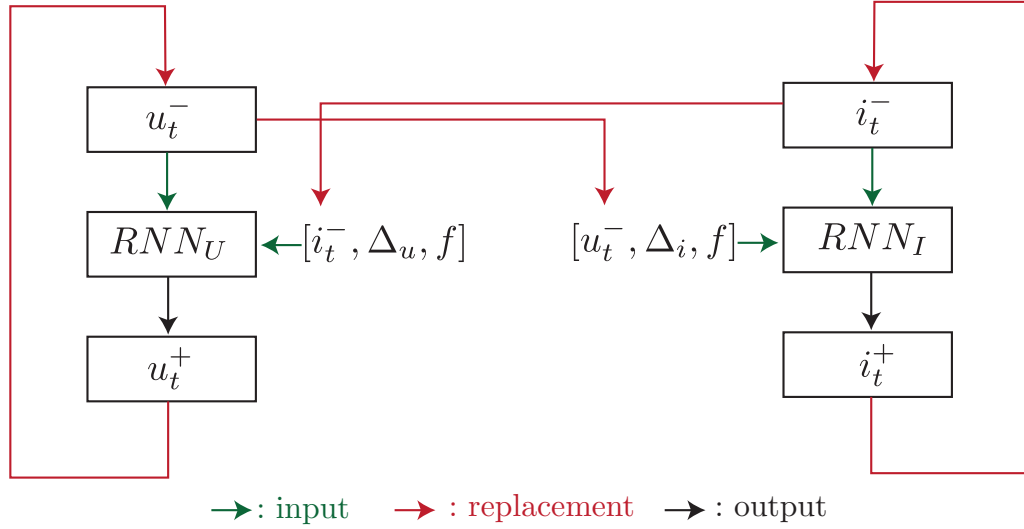 u_t^- i_t^-
RNN_U [i_t^-, Δ_u, f] [u_t^-, Δ_i, f] RNN_I
u_t^+ i_t^+
: input : replacement : output